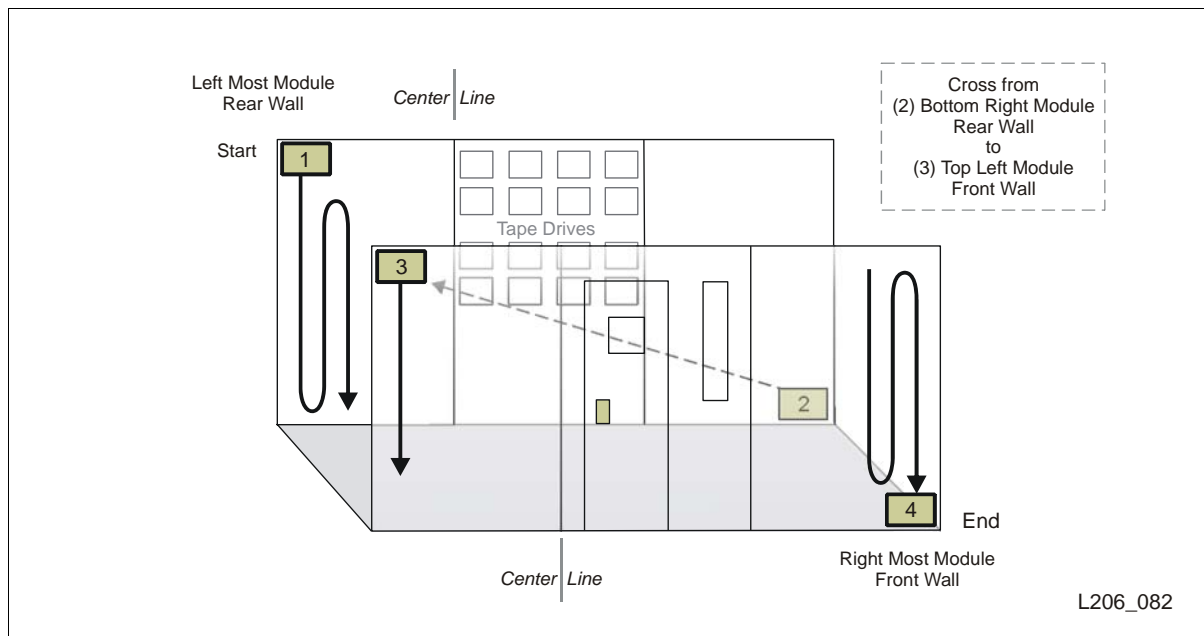 Left Most Module
Rear Wall
Center Line
Cross from
(2) Bottom Right Module
Rear Wall
to
(3) Top Left Module
Front Wall
Start
1
Tape Drives
3
2
4
End
Center Line
Right Most Module
Front Wall
L206_082